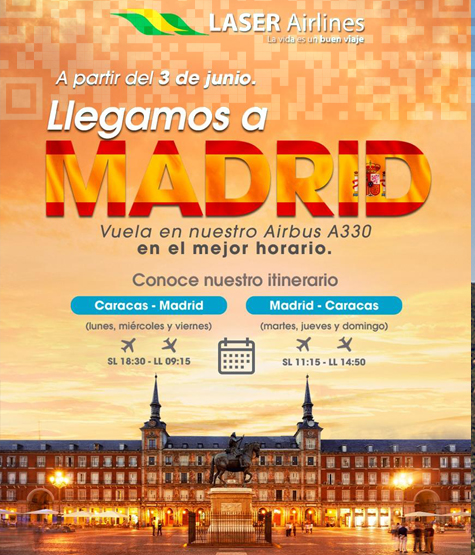 LASER Airlines
La vida es un buen viaje
A partir del 3 de junio.
Llegamos a
MADRID
Vuela en nuestro Airbus A330
en el mejor horario.
Conoce nuestro itinerario
Caracas - Madrid
(lunes, miércoles y viernes)
SL 18:30 - LL 09:15
Madrid - Caracas
(martes, jueves y domingo)
SL 11:15 - LL 14:50